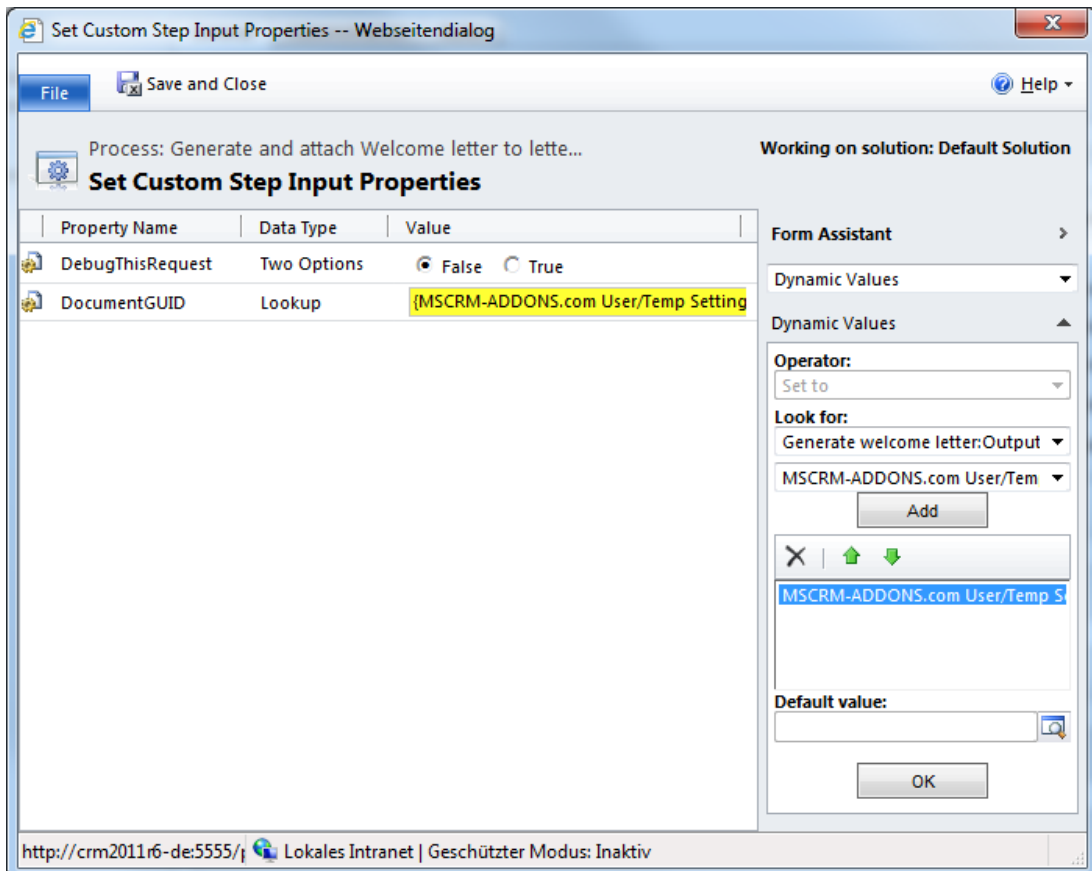 Set Custom Step Input Properties -- Webseitendialog
File
Save and Close
Help
Process: Generate and attach Welcome letter to lette...
Working on solution: Default Solution
Set Custom Step Input Properties
Property Name
Data Type
Value
Form Assistant
DebugThisRequest
Two Options
False
True
Dynamic Values
DocumentGUID
Lookup
{MSCRM-ADDONS.com User/Temp Setting
Dynamic Values
Operator:
Set to
Look for:
Generate welcome letter:Output
MSCRM-ADDONS.com User/Tem
Add
MSCRM-ADDONS.com User/Temp S
Default value:
OK
http://crm2011r6-de:5555/ Lokales Intranet | Geschützter Modus: Inaktiv